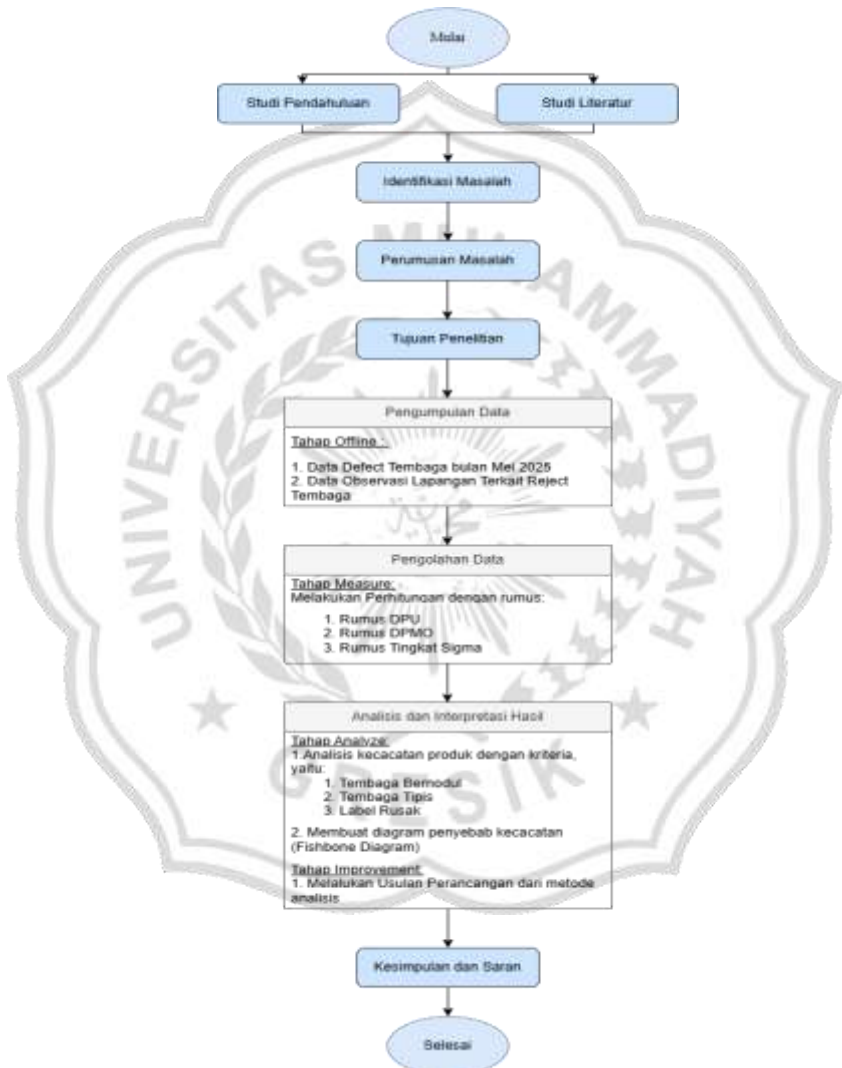 Mulai
Studi Pendahuluan
Studi Literatur
Identifikasi Masalah
Perumusan Masalah
Tujuan Penelitian
Pengumpulan Data
Tahap Offline :
1. Data Defect Tembaga bulan Mei 2025
2. Data Observasi Lapangan Terkait Reject
Tembaga
Pengolahan Data
Tahap Measure:
Melakukan Perhitungan dengan rumus:
1. Rumus DPU
2. Rumus DPMO
3. Rumus Tingkat Sigma
Analisis dan Interpretasi Hasil
Tahap Analyze:
1.Analisis kecacatan produk dengan kriteria,
yaitu:
1. Tembaga Bernodul
2. Tembaga Tipis
3. Label Rusak
2. Membuat diagram penyebab kecacatan
(Fishbone Diagram)
Tahap Improvement
1. Melalukan Usulan Perancangan dari metode
analisis
Kesimpulan dan Saran
Selesai
UNIVERSITAS MUHAMMADIYAH
GRESIK